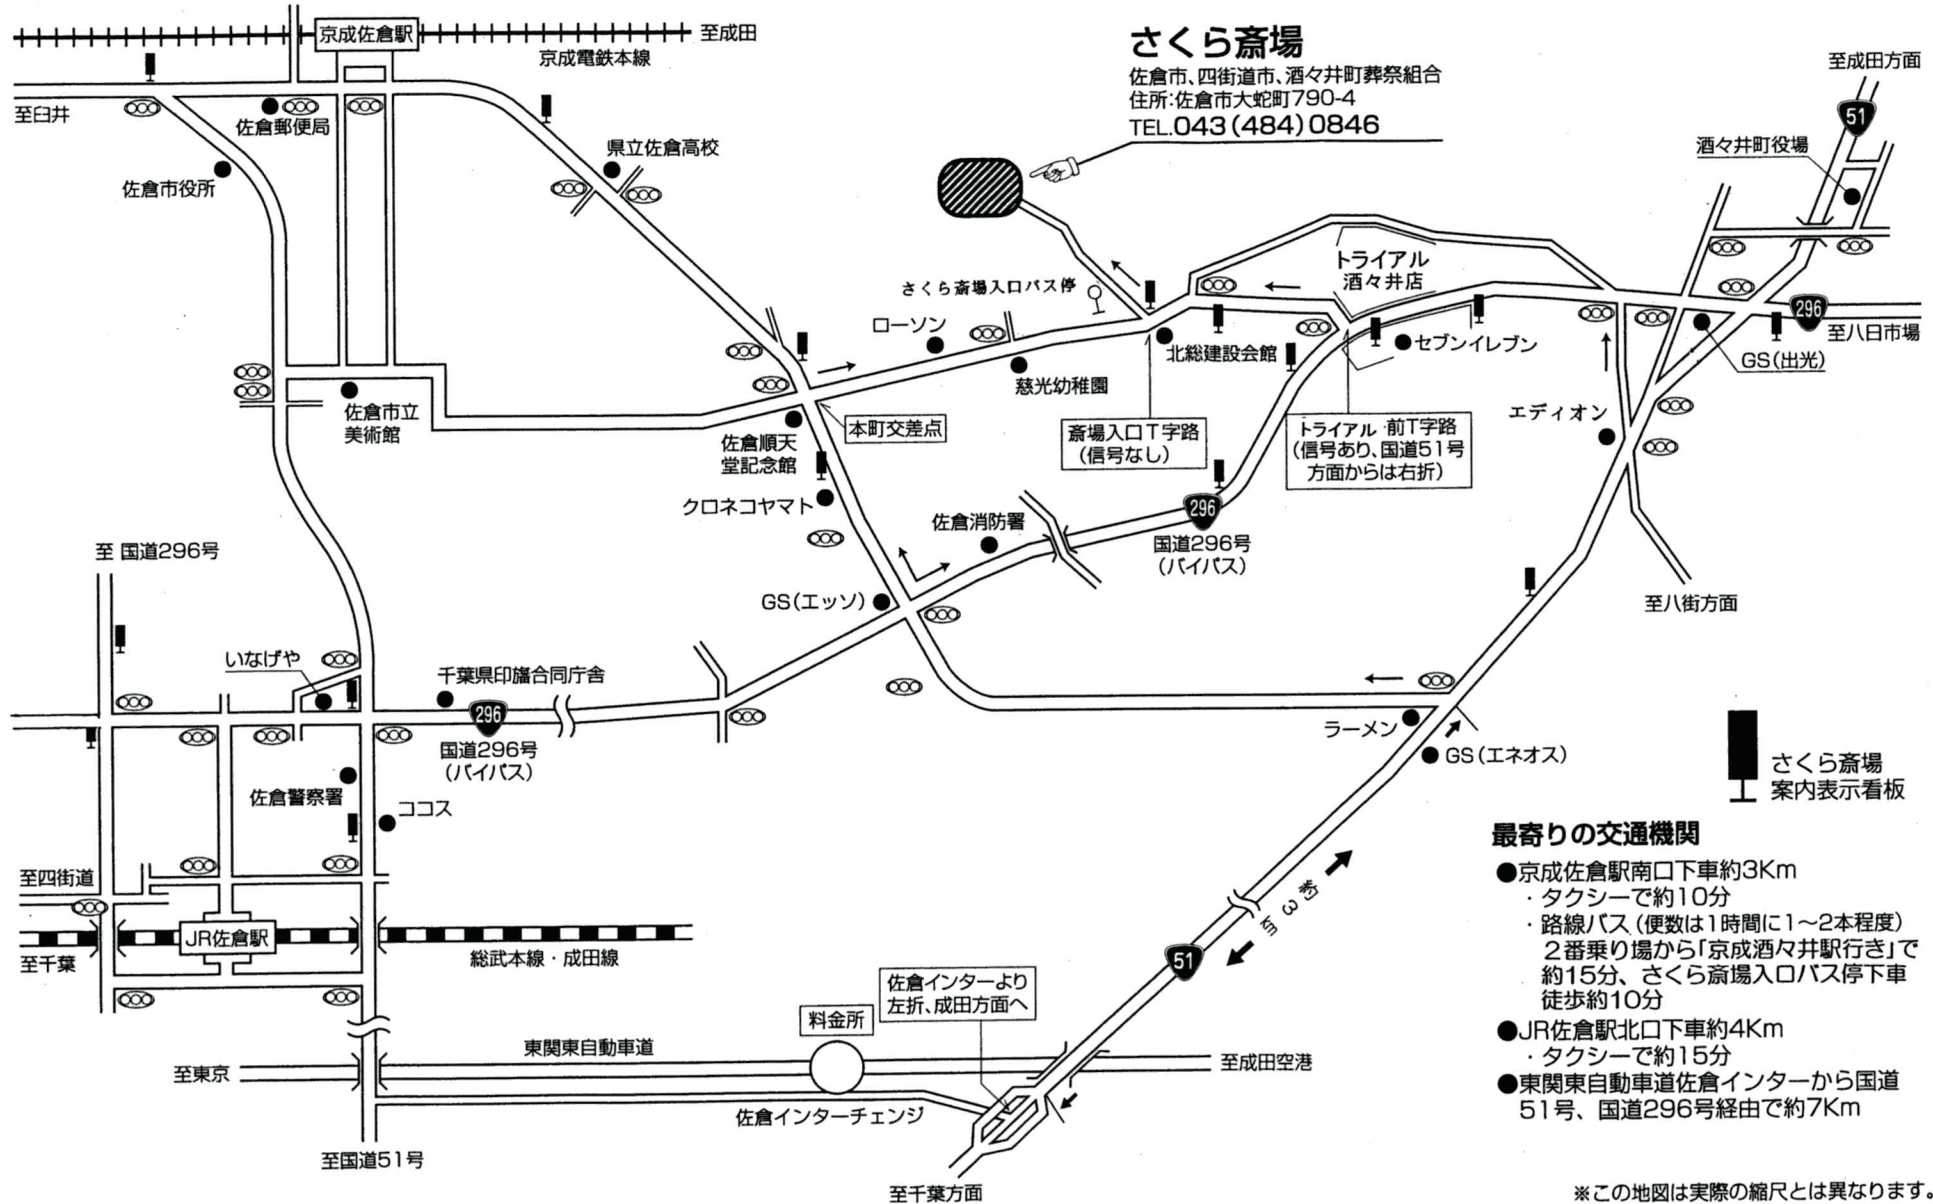 京成佐倉駅
至成田
京成電鉄本線
至臼井
佐倉郵便局
佐倉市役所
県立佐倉高校
さくら斎場
佐倉市、四街道市、酒々井町葬祭組合
住所:佐倉市大蛇町790-4
TEL.043(484)0846
至成田方面
51
酒々井町役場
トライアル
酒々井店
さくら斎場入口バス停
ローソン
北総建設会館
セブンイレブン
296
至八日市場
GS(出光)
慈光幼稚園
エディオン
佐倉市立
美術館
本町交差点
佐倉順天
堂記念館
斎場入口T字路
(信号なし)
トライアル 前T字路
(信号あり、国道51号
方面からは右折)
クロネコヤマト
佐倉消防署
296
国道296号
(バイパス)
至 国道296号
GS(エッソ)
至八街方面
いなげや
千葉県印旛合同庁舎
296
国道296号
(バイパス)
ラーメン
GS(エネオス)
佐倉警察署
ココス
さくら斎場
案内表示看板
至四街道
JR佐倉駅
至千葉
総武本線・成田線
約3km
51
佐倉インターより
左折、成田方面へ
料金所
東関東自動車道
至東京
至成田空港
佐倉インターチェンジ
至国道51号
至千葉方面
最寄りの交通機関
●京成佐倉駅南口下車約3Km
・タクシーで約10分
・路線バス(便数は1時間に1〜2本程度)
2番乗り場から「京成酒々井駅行き」で
約15分、さくら斎場入口バス停下車
徒歩約10分
●JR佐倉駅北口下車約4Km
・タクシーで約15分
●東関東自動車道佐倉インターから国道
51号、国道296号経由で約7Km
※この地図は実際の縮尺とは異なります。